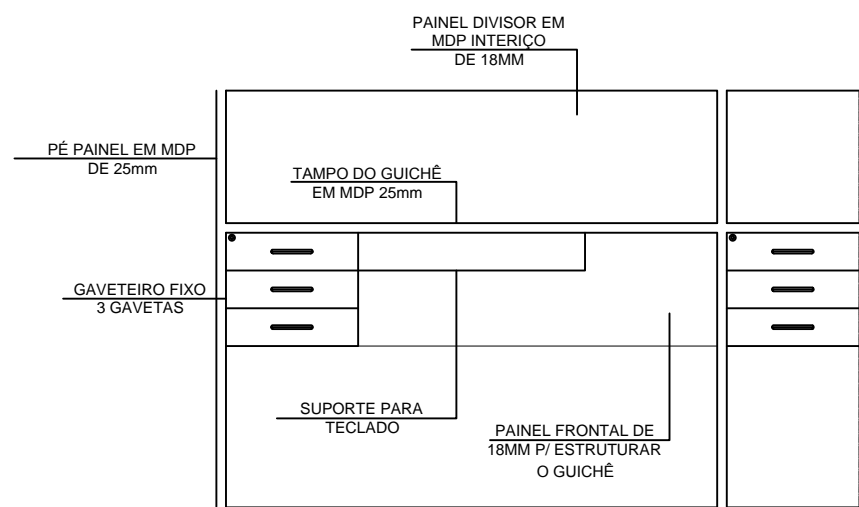 PAINEL DIVISOR EM
MDP INTERIÇO
DE 18MM
PÉ PAINEL EM MDP
DE 25mm
TAMPO DO GUICHÊ
EM MDP 25mm
GAVETEIRO FIXO
3 GAVETAS
SUPORTE PARA
TECLADO
PAINEL FRONTAL DE
18MM P/ ESTRUTURAR
O GUICHÊ